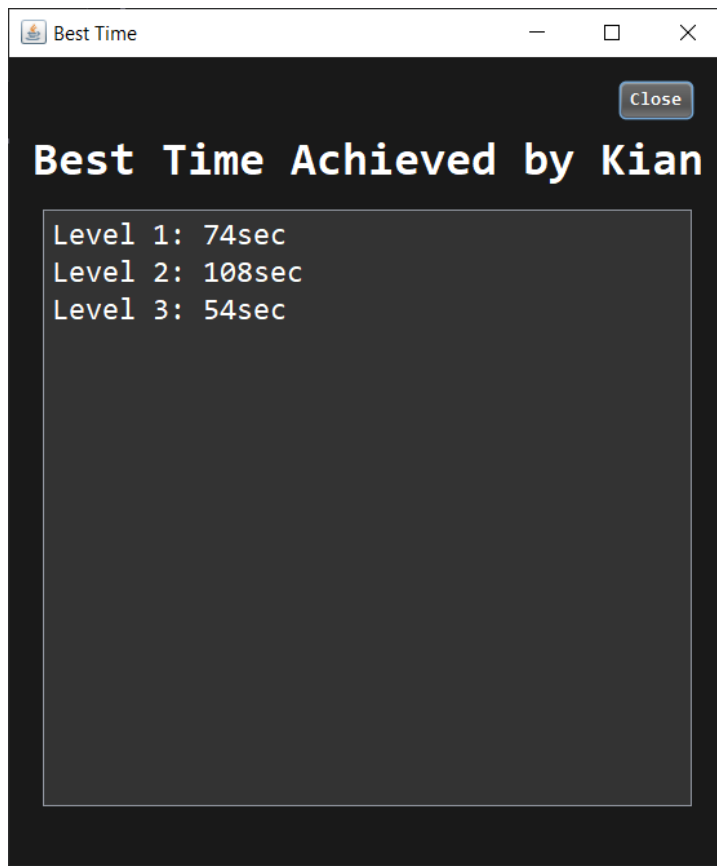 Best Time
Close
Best Time Achieved by Kian
Level 1: 74sec
Level 2: 108sec
Level 3: 54sec